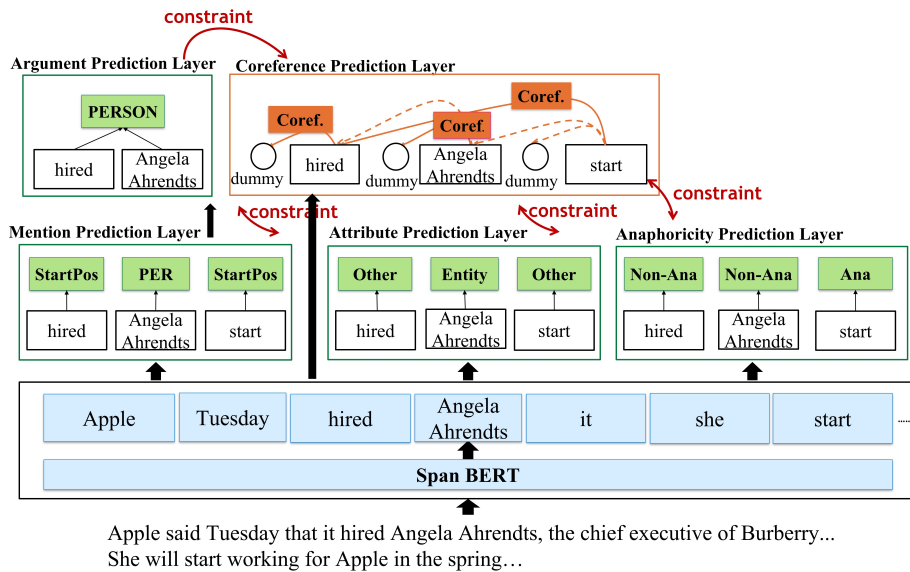 constraint
Argument Prediction Layer
Coreference Prediction Layer
PERSON
hired
Angela
Ahrendts
Coref.
Coref.
Coref.
dummy
hired
dummy
Angela
Ahrendts
dummy
start
constraint
constraint
constraint
Mention Prediction Layer
Attribute Prediction Layer
Anaphoricity Prediction Layer
StartPos
PER
StartPos
hired
Angela
Ahrendts
start
Other
Entity
Other
hired
Angela
Ahrendts
start
Non-Ana
Non-Ana
Ana
hired
Angela
Ahrendts
start
Apple
Tuesday
hired
Angela
Ahrendts
it
she
start
.....
Span BERT
Apple said Tuesday that it hired Angela Ahrendts, the chief executive of Burberry...
She will start working for Apple in the spring…